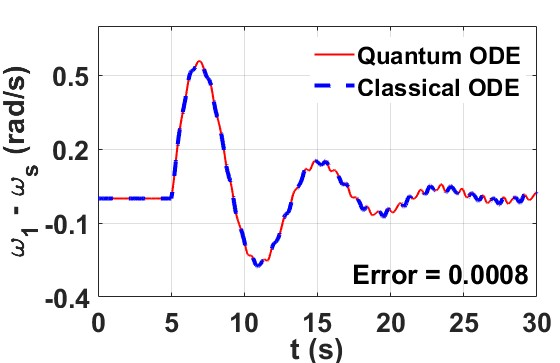 ω1 - ωs (rad/s)
0.5
0.2
-0.1
-0.4
Quantum ODE
Classical ODE
Error = 0.0008
0 5 10 15 20 25 30
t (s)